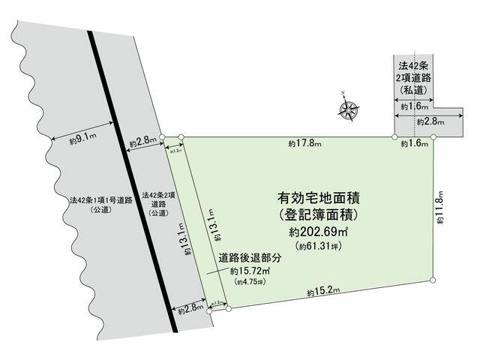 法42条
2項道路
(私道)
約1.6m
約2.8m
約9.1m
約2.8m
約17.8m
約1.6m
法42条1項1号道路
(公道)
法42条2項
道路
(公道)
約13.1m
約13.1m
有効宅地面積
(登記簿面積)
約202.69㎡
(約61.31坪)
約11.8m
道路後退部分
約15.72㎡
(約4.75坪)
約2.8m
約15.2m